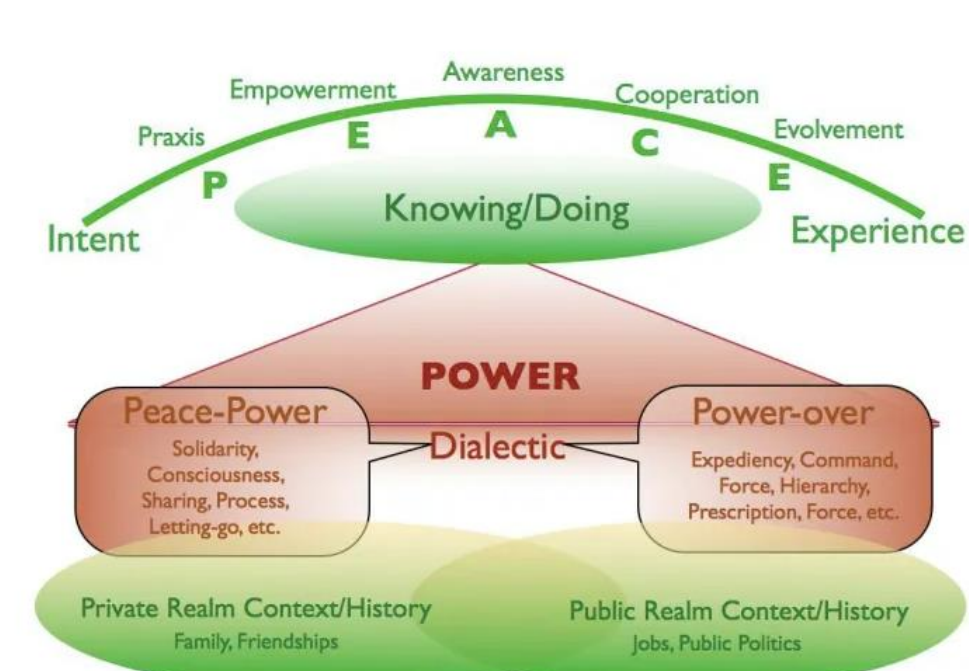 Awareness
Empowerment
Cooperation
Praxis
Evolvement
P
E
A
C
E
Intent
Knowing/Doing
Experience
POWER
Peace-Power
Solidarity,
Consciousness,
Sharing, Process,
Letting-go, etc.
Dialectic
Power-over
Expediency, Command,
Force, Hierarchy,
Prescription, Force, etc.
Private Realm Context/History
Family, Friendships
Public Realm Context/History
Jobs, Public Politics